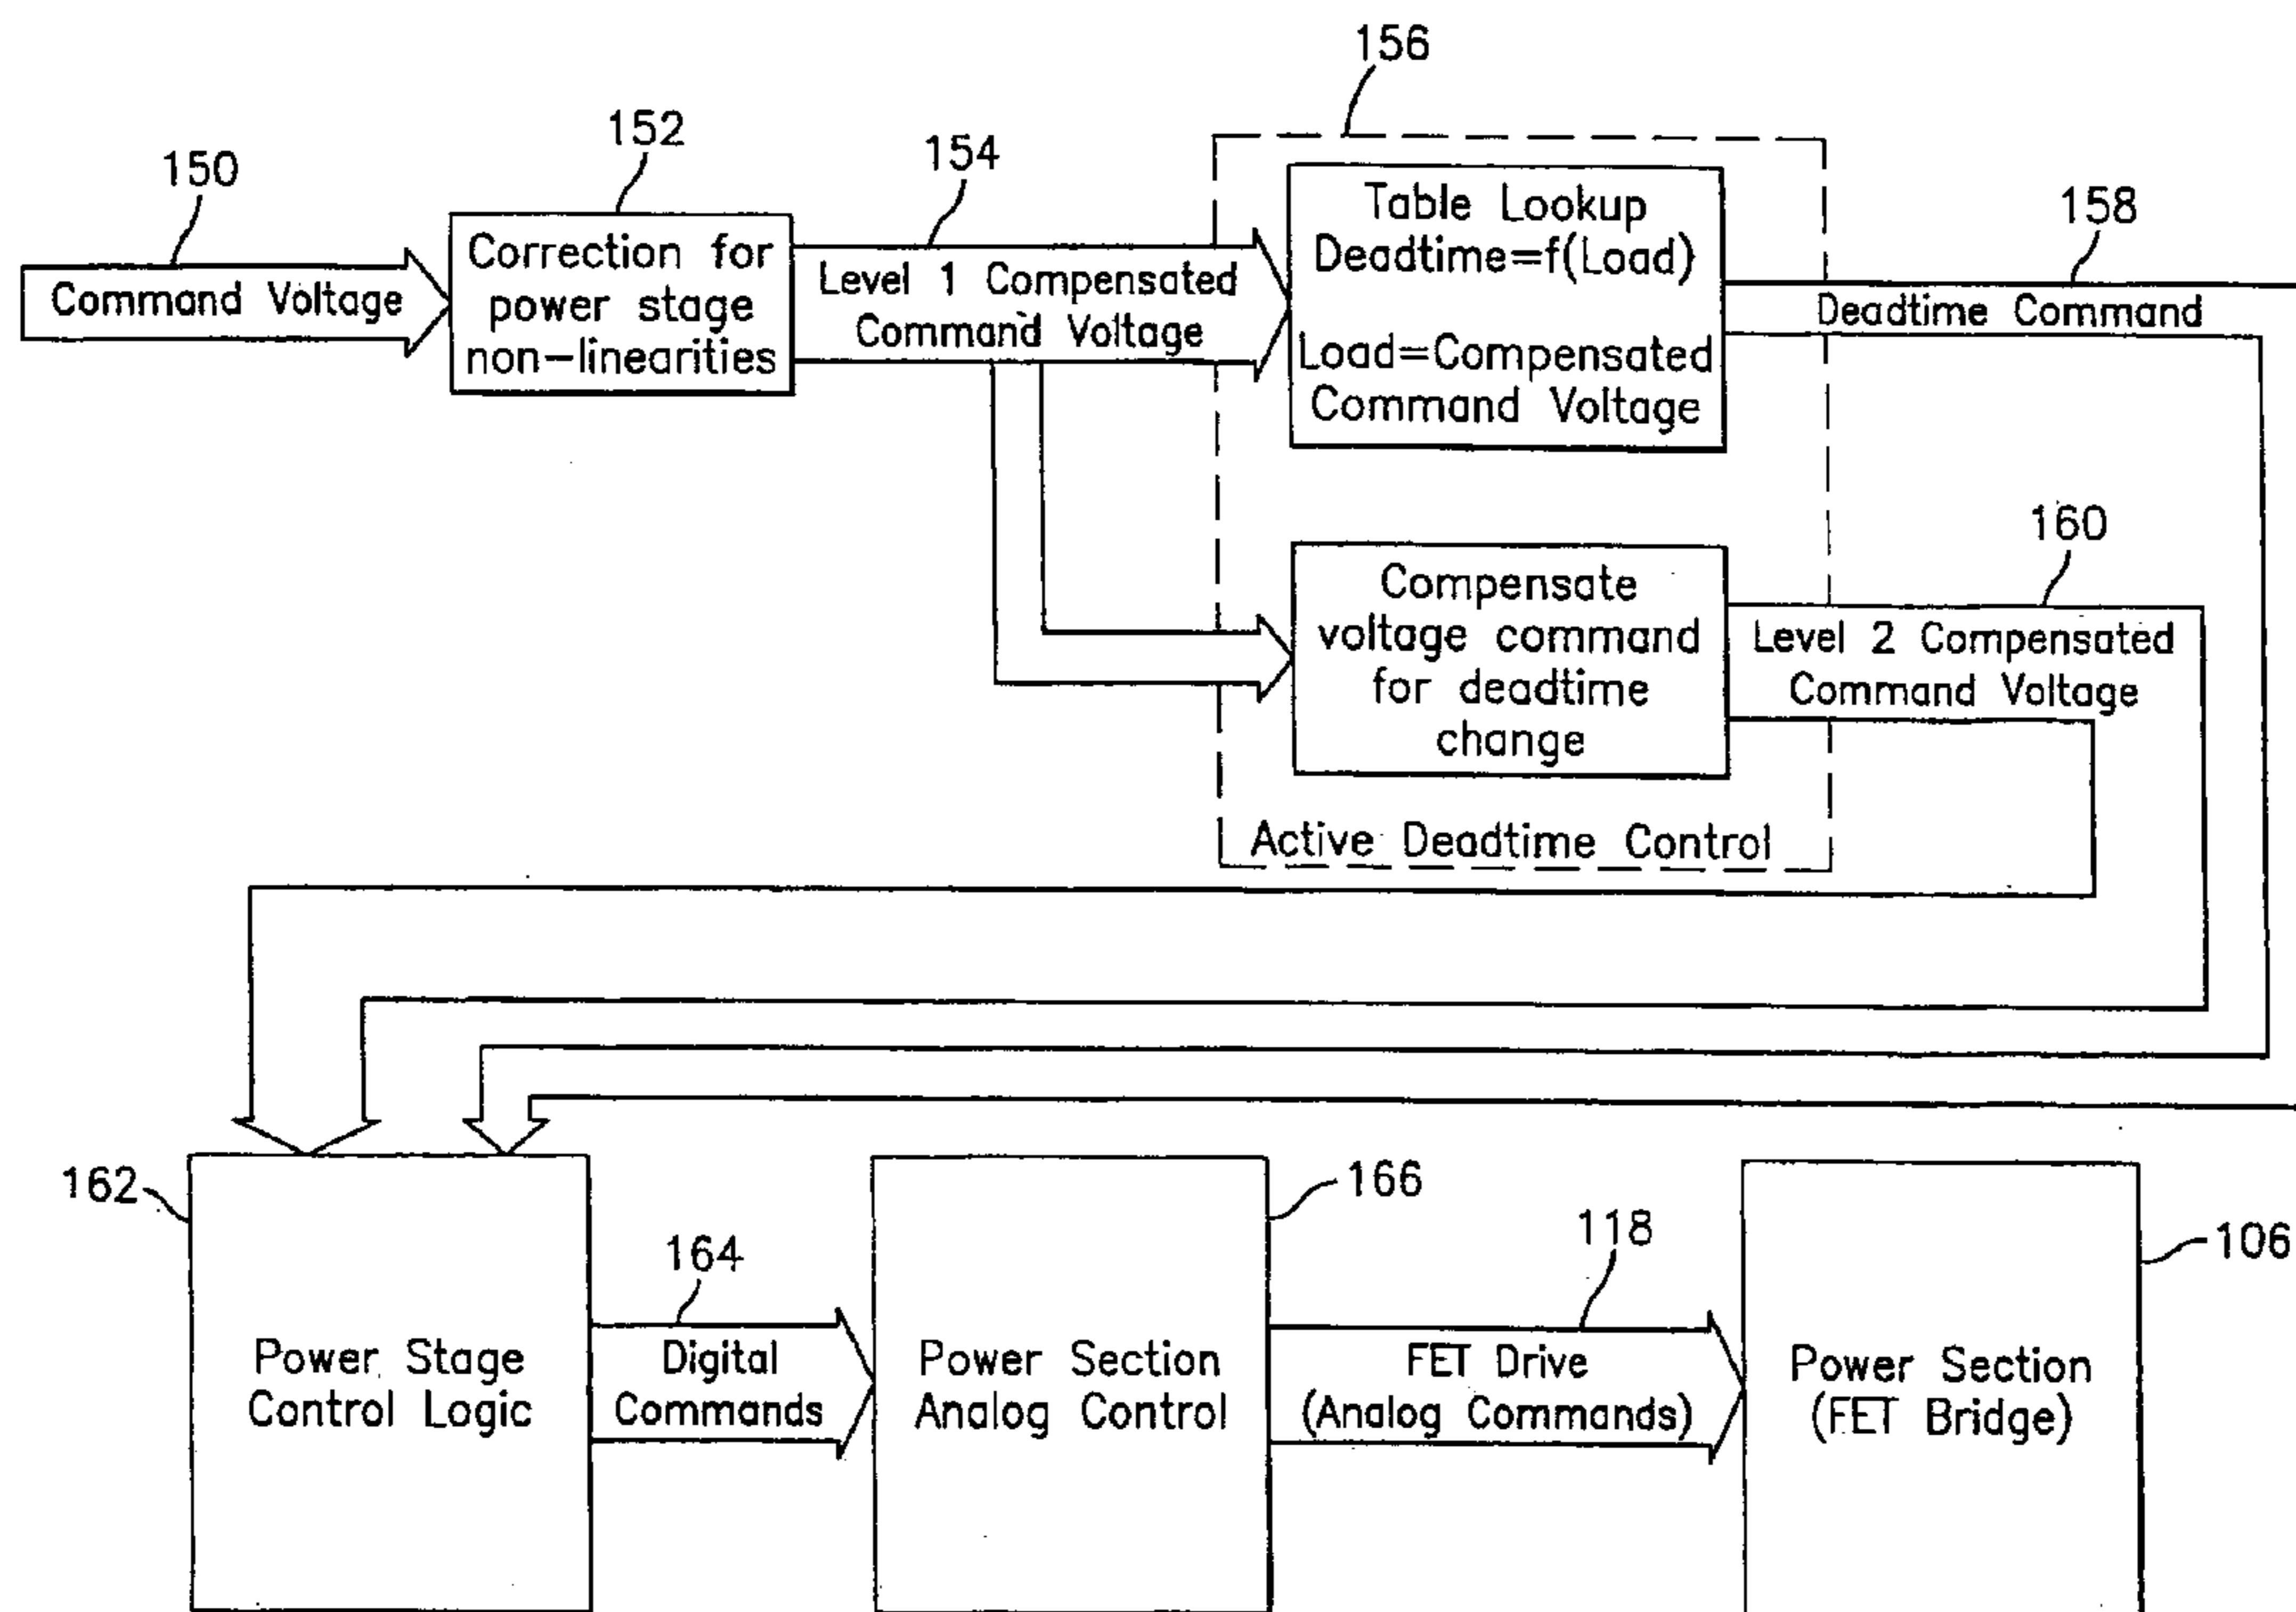 156
152
154
150
158
Table Lookup
Deadtime=f(Load)
Load=Compensated
Command Voltage
Correction for
power stage
non-linearities
Command Voltage
Level 1 Compensated
Command Voltage
Deadtime Command
160
Compensate
voltage command
for deadtime
change
Level 2 Compensated
Command Voltage
Active Deadtime Control
162
166
164
118
106
Power Stage
Control Logic
Digital
Commands
Power Section
Analog Control
FET Drive
(Analog Commands)
Power Section
(FET Bridge)